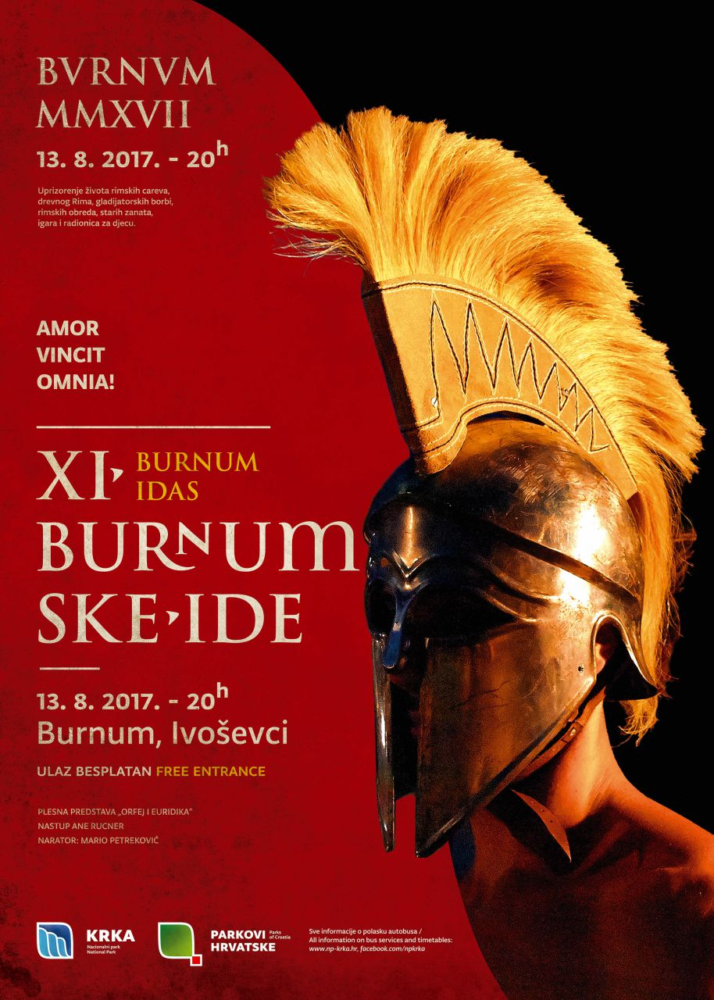 BVRNVM
MMXVII
13. 8. 2017. - 20h
Uprizorenje života rimskih careva,
drevnog Rima, gladijatorskih borbi,
rimskih obreda, starih zanata,
igara i radionica za djecu.
AMOR
VINCIT
OMNIA!
XI. BURNUM
IDAS
BURNUM
SKE·IDE
13. 8. 2017. - 20h
Burnum, Ivoševci
ULAZ BESPLATAN FREE ENTRANCE
PLESNA PREDSTAVA „ORFEJ I EURIDIKA“
NASTUP ANE RUCNER
NARATOR: MARIO PETREKOVIĆ
KRKA
Nacionalni park
National Park
PARKOVI Parks
of Croatia
HRVATSKE
Sve informacije o polasku autobusa /
All information on bus services and timetables:
www.np-krka.hr, facebook.com/npkrka